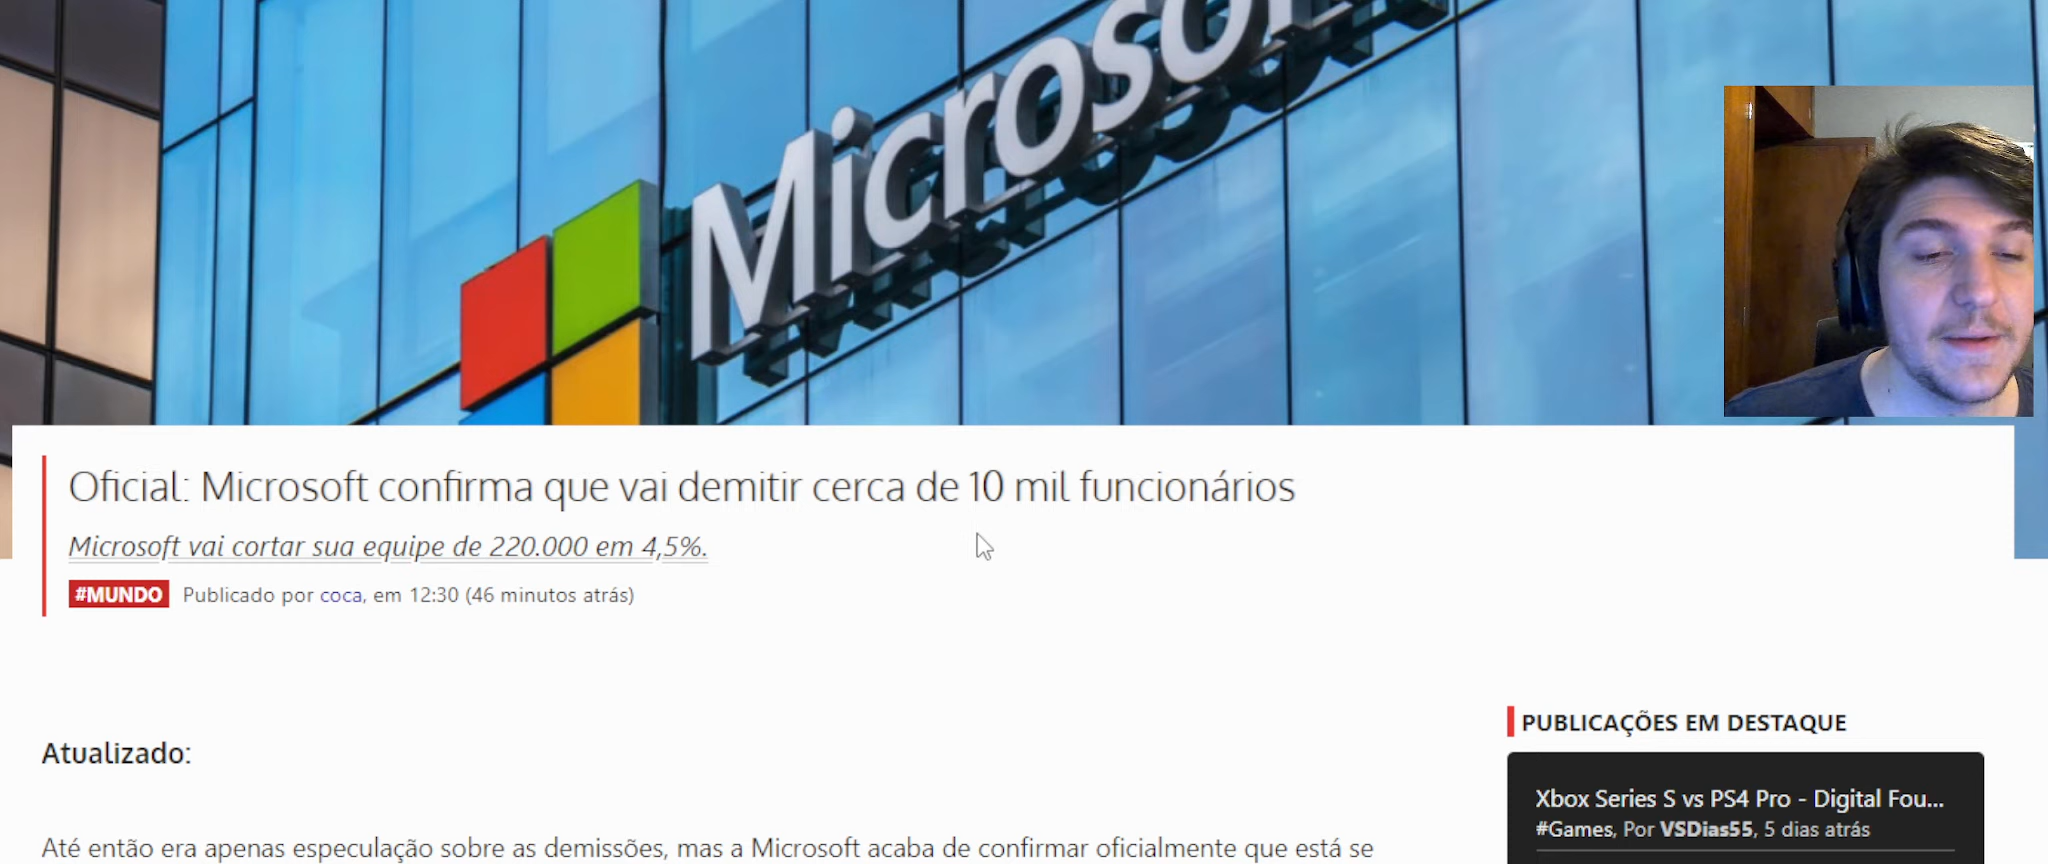 Microsof
Oficial: Microsoft confirma que vai demitir cerca de 10 mil funcionários
Microsoft vai cortar sua equipe de 220.000 em 4,5%.
#MUNDO Publicado por coca, em 12:30 (46 minutos atrás)
PUBLICAÇÕES EM DESTAQUE
Atualizado:
Xbox Series S vs PS4 Pro - Digital Fou...
#Games, Por VSDias55, 5 dias atrás
Até então era apenas especulação sobre as demissões, mas a Microsoft acaba de confirmar oficialmente que está se